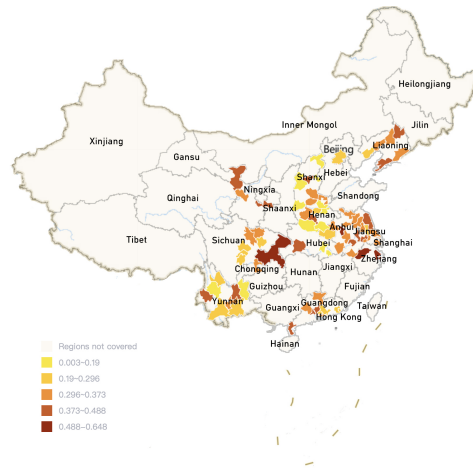 Heilongjiang
Jilin
Inner Mongol
Liaoning
Xinjiang
Beijing
Gansu
Hebei
Shanxi
Ningxia
Qinghai
Shandong
Shaanxi
Henan
Tibet
Anhui
Jiangsu
Sichuan
Hubei
Shanghai
Zhejiang
Chongqing
Hunan
Jiangxi
Guizhou
Fujian
Yunnan
Guangxi
Guangdong
Taiwan
Hong Kong
Hainan
Regions not covered
0.003–0.19
0.19–0.296
0.296–0.373
0.373–0.488
0.488–0.648